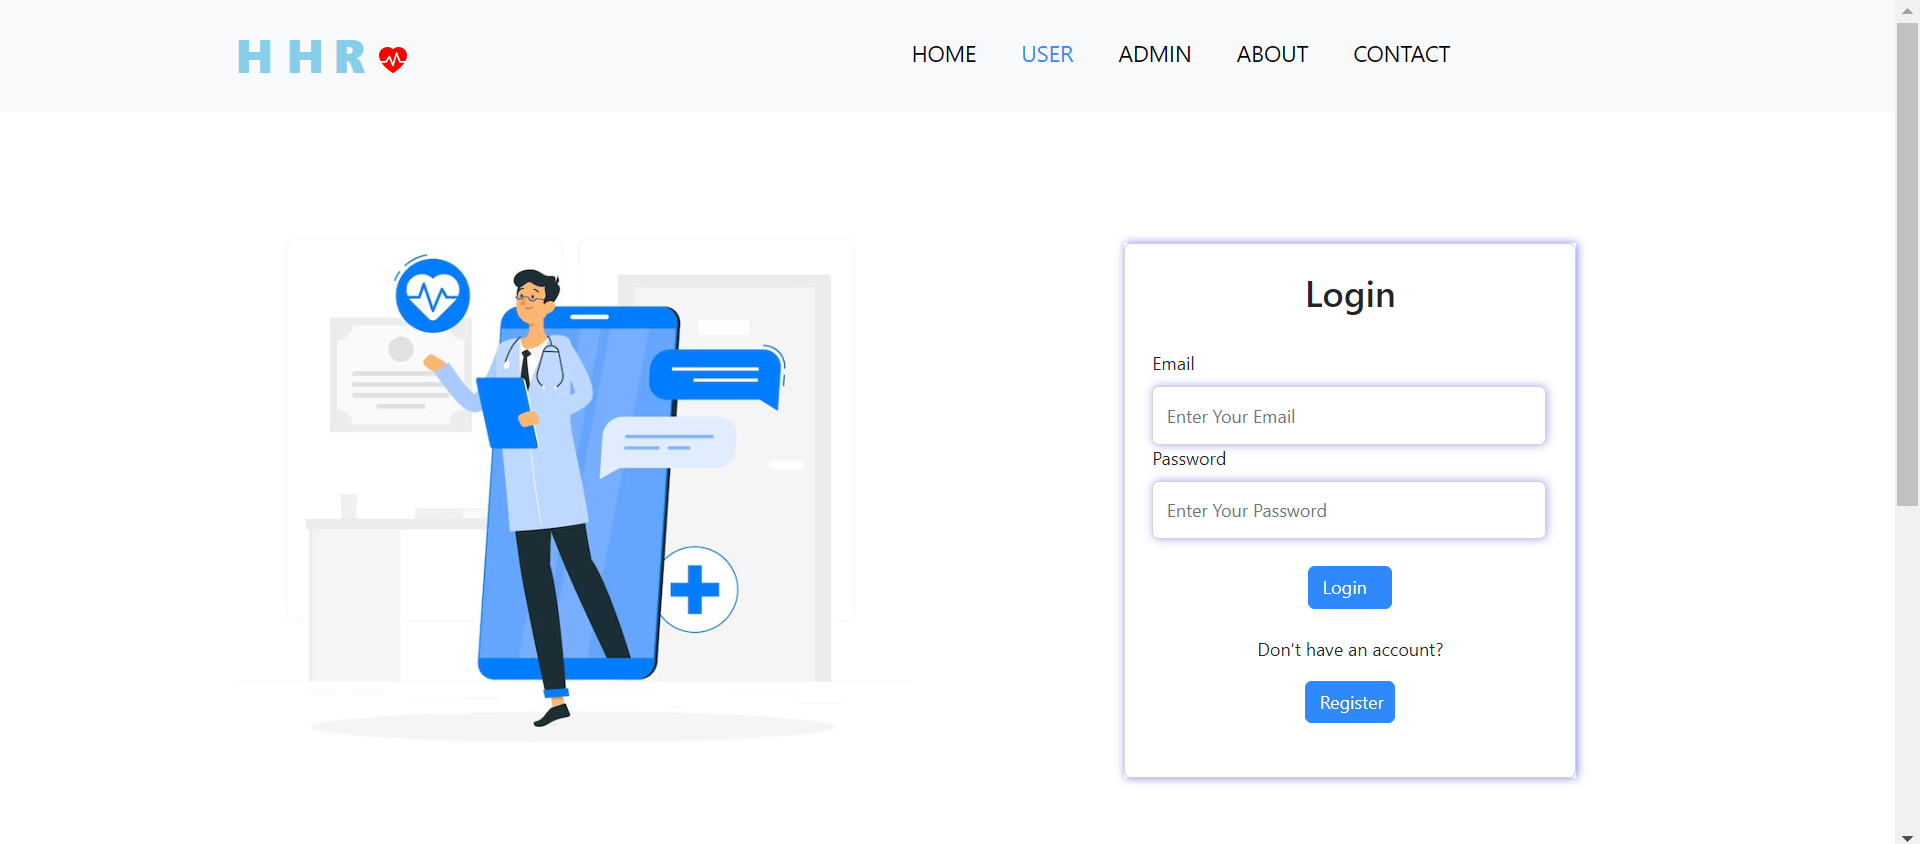 H H R
HOME USER ADMIN ABOUT CONTACT
Login
Email
Enter Your Email
Password
Enter Your Password
Login
Don't have an account?
Register